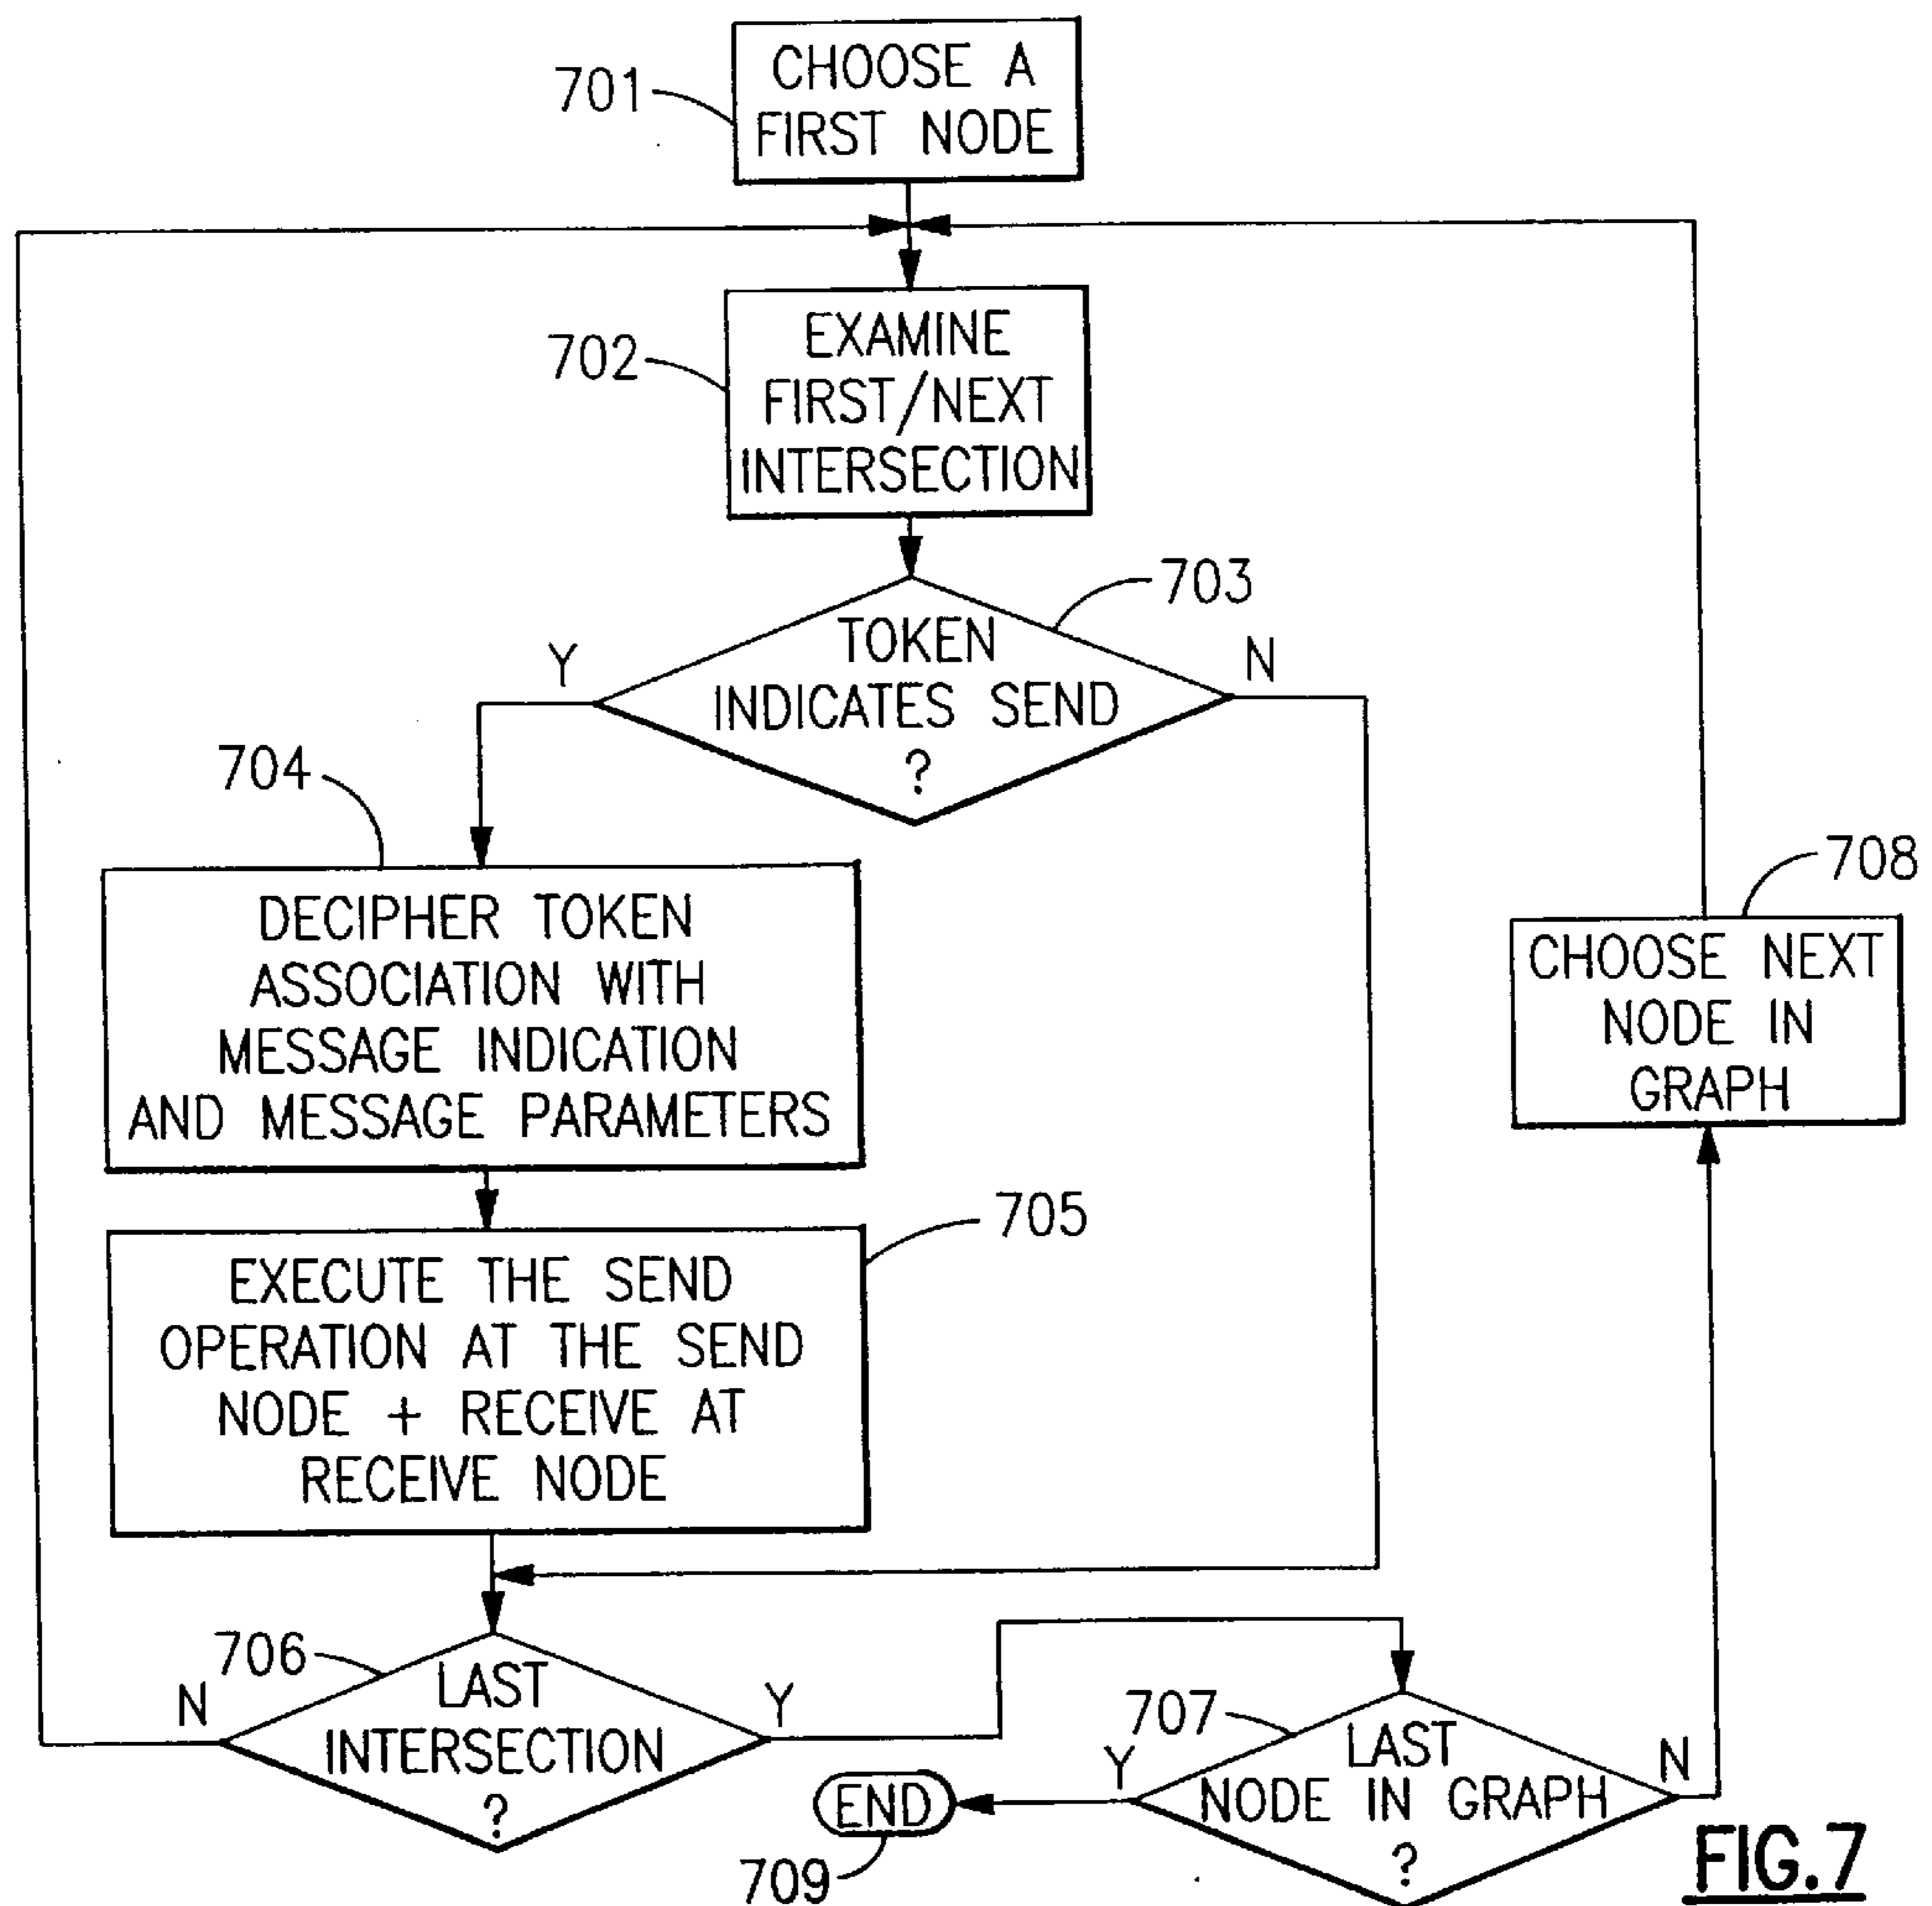 701
CHOOSE A
FIRST NODE
702
EXAMINE
FIRST/NEXT
INTERSECTION
703
Y
TOKEN
INDICATES SEND
?
N
704
DECIPHER TOKEN
ASSOCIATION WITH
MESSAGE INDICATION
AND MESSAGE PARAMETERS
708
CHOOSE NEXT
NODE IN
GRAPH
705
EXECUTE THE SEND
OPERATION AT THE SEND
NODE + RECEIVE AT
RECEIVE NODE
706
N
LAST
INTERSECTION
?
Y
707
Y
LAST
NODE IN GRAPH
?
N
END
709
FIG.7